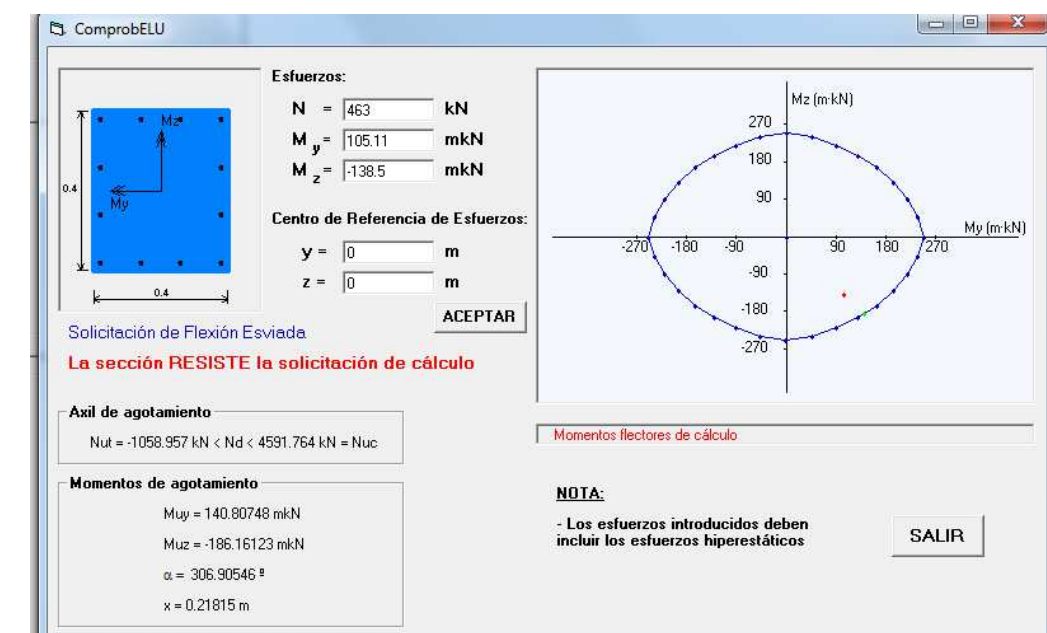 ComprobELU
Esfuerzos:
N = 463 kN
My = 105.11 mkN
Mz = -138.5 mkN
Centro de Referencia de Esfuerzos:
y = 0 m
z = 0 m
ACEPTAR
Mz
My
0.4
0.4
Solicitación de Flexión Esviada
La sección RESISTE la solicitación de cálculo
Axil de agotamiento
Nut = -1058.957 kN < Nd < 4591.764 kN = Nuc
Momentos de agotamiento
Muy = 140.80748 mkN
Muz = -186.16123 mkN
α = 306.90546 º
x = 0.21815 m
Mz (m·kN)
270
180
90
My (m·kN)
-270 -180 -90 90 180 270
-90
-180
-270
Momentos flectores de cálculo
NOTA:
- Los esfuerzos introducidos deben
incluir los esfuerzos hiperestáticos
SALIR